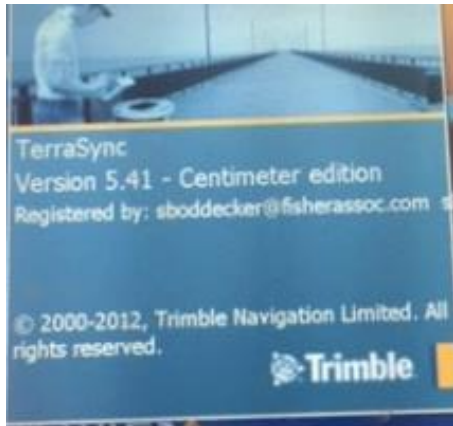 TerraSync
Version 5.41 - Centimeter edition
Registered by: sboddecker@fisherassoc.com s
© 2000-2012, Trimble Navigation Limited. All
rights reserved.
Trimble